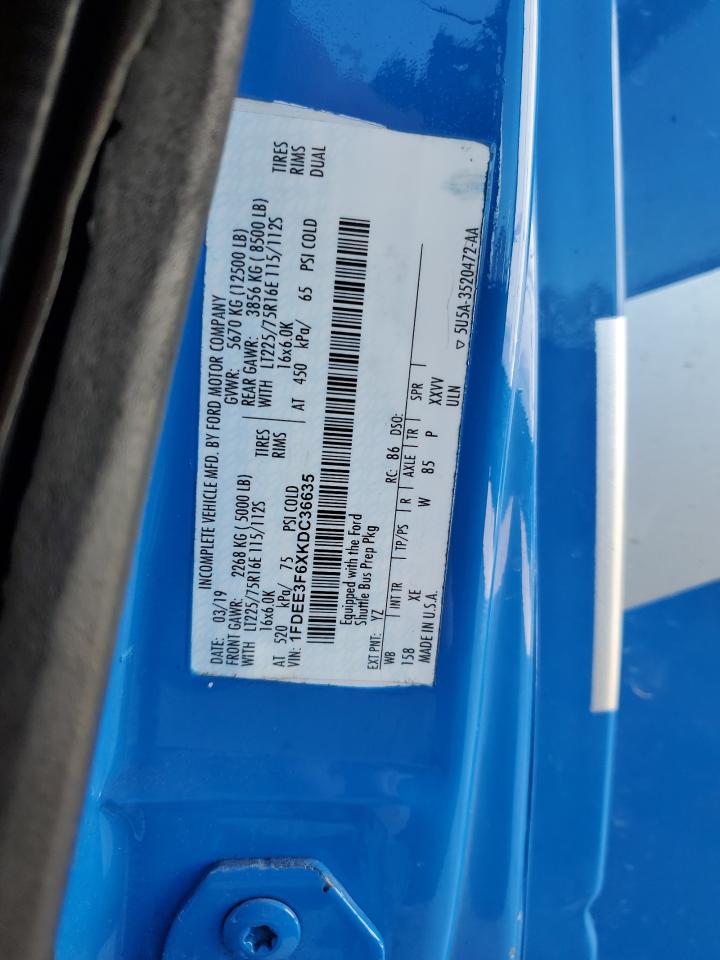 INCOMPLETE VEHICLE MFD. BY FORD MOTOR COMPANY
DATE: 03/19 GVWR: 5670 KG (12500 LB)
FRONT GAWR: 2268 KG ( 5000 LB) REAR GAWR: 3856 KG ( 8500 LB)
WITH LT225/75R16E 115/112S TIRES WITH LT225/75R16E 115/112S TIRES
16x6.0K RIMS 16x6.0K RIMS
AT 520 kPa/ 75 PSI COLD AT 450 kPa/ 65 PSI COLD DUAL
VIN: 1FDEE3F6XKDC36635
Equipped with the Ford
Shuttle Bus Prep Pkg
EXT PNT: YZ RC: 86 DSO:
WB INT TR TP/PS R AXLE TR SPR
158 XE W 85 P XXVV
MADE IN U.S.A. ULN
▽ 5U5A-3520472-AA